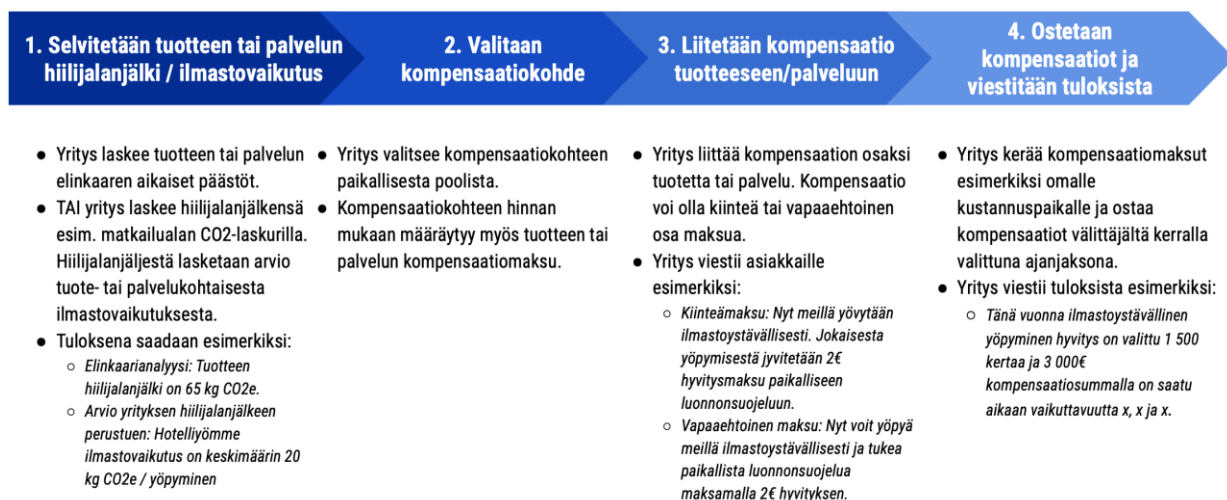 1. Selvitetään tuotteen tai palvelun
hiilijalanjälki / ilmastovaikutus
2. Valitaan
kompensaatiokohde
3. Liitetään kompensaatio
tuotteeseen/palveluun
4. Ostetaan
kompensaatiot ja
viestitään tuloksista
● Yritys laskee tuotteen tai palvelun
elinkaaren aikaiset päästöt.
● TAI yritys laskee hiilijalanjälkensä
esim. matkailualan CO2-laskurilla.
Hiilijalanjäljestä lasketaan arvio
tuote- tai palvelukohtaisesta
ilmastovaikutuksesta.
● Tuloksena saadaan esimerkiksi:
○ Elinkaarianalyysi: Tuotteen
hiilijalanjälki on 65 kg CO2e.
○ Arvio yrityksen hiilijalanjälkeen
perustuen: Hotelliyömme
ilmastovaikutus on keskimäärin 20
kg CO2e / yöpyminen
● Yritys valitsee kompensaatiokohteen
paikallisesta poolista.
● Kompensaatiokohteen hinnan
mukaan määräytyy myös tuotteen tai
palvelun kompensaatiomaksu.
● Yritys liittää kompensaation osaksi
tuotetta tai palvelu. Kompensaatio
voi olla kiinteä tai vapaaehtoinen
osa maksua.
● Yritys viestii asiakkaille
esimerkiksi:
○ Kiinteämaksu: Nyt meillä yövytään
ilmastoystävällisesti. Jokaisesta
yöpymisestä jyvitetään 2€
hyvitysmaksu paikalliseen
luonnonsuojeluun.
○ Vapaaehtoinen maksu: Nyt voit yöpyä
meillä ilmastoystävällisesti ja tukea
paikallista luonnonsuojelua
maksamalla 2€ hyvityksen.
● Yritys kerää kompensaatiomaksut
esimerkiksi omalle
kustannuspaikalle ja ostaa
kompensaatiot välittäjältä kerralla
valittuna ajanjaksona.
● Yritys viestii tuloksista esimerkiksi:
○ Tänä vuonna ilmastoystävällinen
yöpyminen hyvitys on valittu 1 500
kertaa ja 3 000€
kompensaatiosummalla on saatu
aikaan vaikuttavuutta x, x ja x.